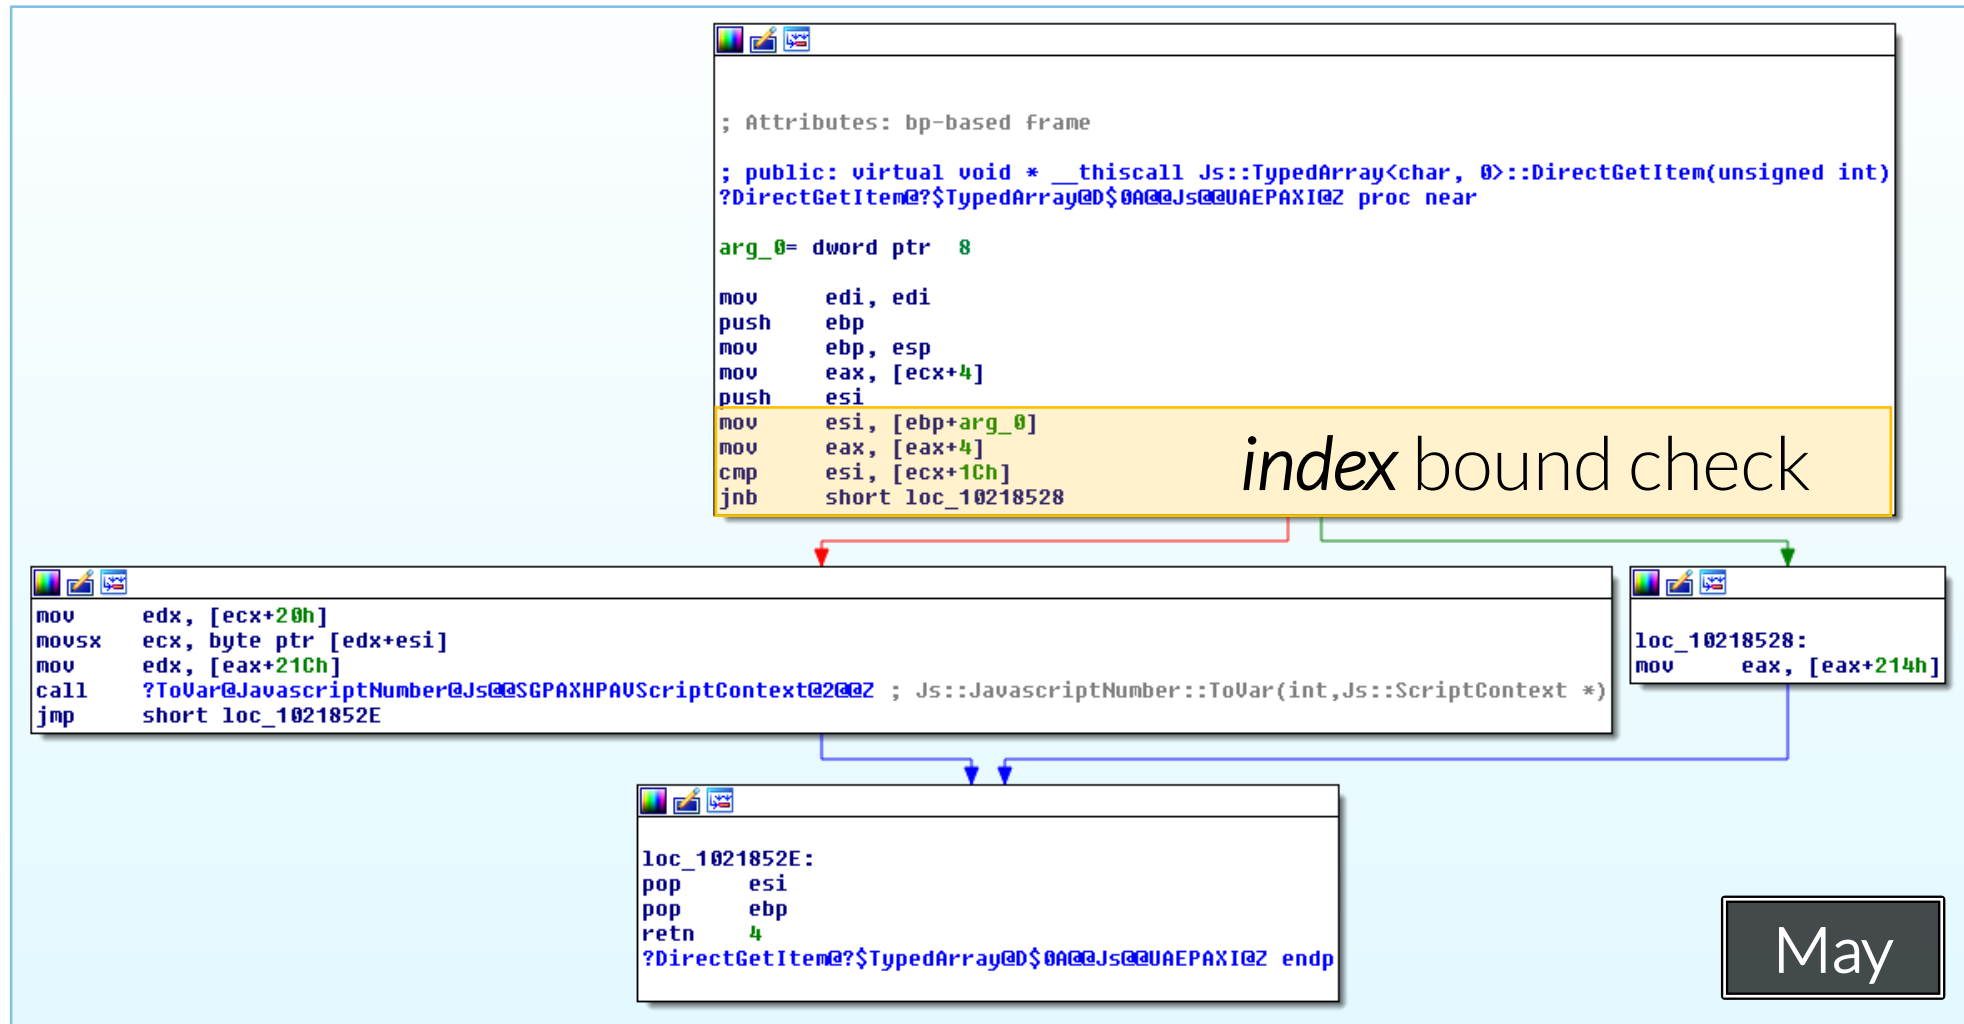 ; Attributes: bp-based frame
; public: virtual void * __thiscall Js::TypedArray<char, 0>::DirectGetItem(unsigned int)
?DirectGetItem@?$TypedArray@D$0A@@Js@@UAEPAXI@Z proc near
arg_0= dword ptr  8
mov     edi, edi
push    ebp
mov     ebp, esp
mov     eax, [ecx+4]
push    esi
mov     esi, [ebp+arg_0]
mov     eax, [eax+4]
cmp     esi, [ecx+1Ch]
jnb     short loc_10218528
index bound check
mov     edx, [ecx+20h]
movsx   ecx, byte ptr [edx+esi]
mov     edx, [eax+21Ch]
call    ?ToVar@JavascriptNumber@Js@@SGPAXHPAVScriptContext@2@@Z ; Js::JavascriptNumber::ToVar(int,Js::ScriptContext *)
jmp     short loc_1021852E
loc_10218528:
mov     eax, [eax+214h]
loc_1021852E:
pop     esi
pop     ebp
retn    4
?DirectGetItem@?$TypedArray@D$0A@@Js@@UAEPAXI@Z endp
May